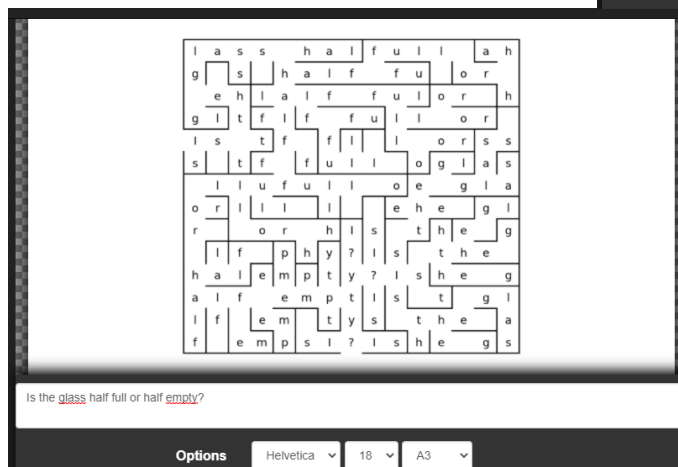 l a s s h a l f u l l a h
g s h a l f f u l o r
e h l a l f f u l o r h
g l t f l f f u l l o r
l s t f f l l l o r s s
s l t f f u l l o g l a s
l l u f u l l o e g l a
o r l l l l l e h e g l
r o r h l s t h e g
l f p h y ? l s t h e
h a l e m p t y ? l s h e g
a l f e m p t l s t g l
l f e m t y s t h e a
f e m p s l ? l s h e g s
Is the glass half full or half empty?
Options Helvetica 18 A3